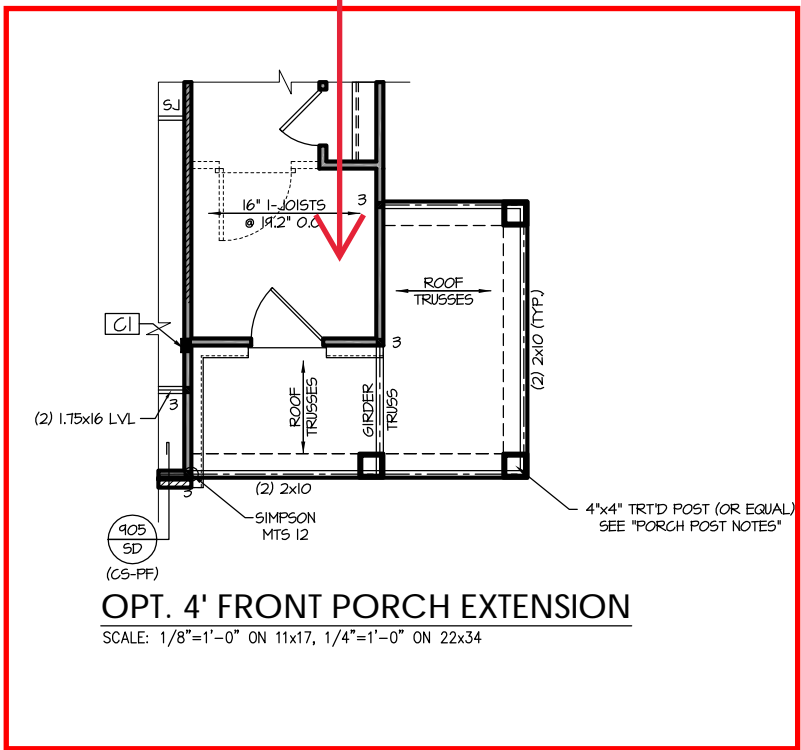 SJ
16" I-JOISTS
@ 19.2" O.C
3
ROOF
TRUSSES
C1
3
(2) 2x10 (TYP.)
ROOF
TRUSSES
GIRDER
TRUSS
(2) 1.75x16 LVL
3
3
(2) 2x10
SIMPSON
MTS 12
4"x4" TRT'D POST (OR EQUAL)
SEE "PORCH POST NOTES"
905
SD
(CS-PF)
OPT. 4' FRONT PORCH EXTENSION
SCALE: 1/8"=1'-0" ON 11x17, 1/4"=1'-0" ON 22x34